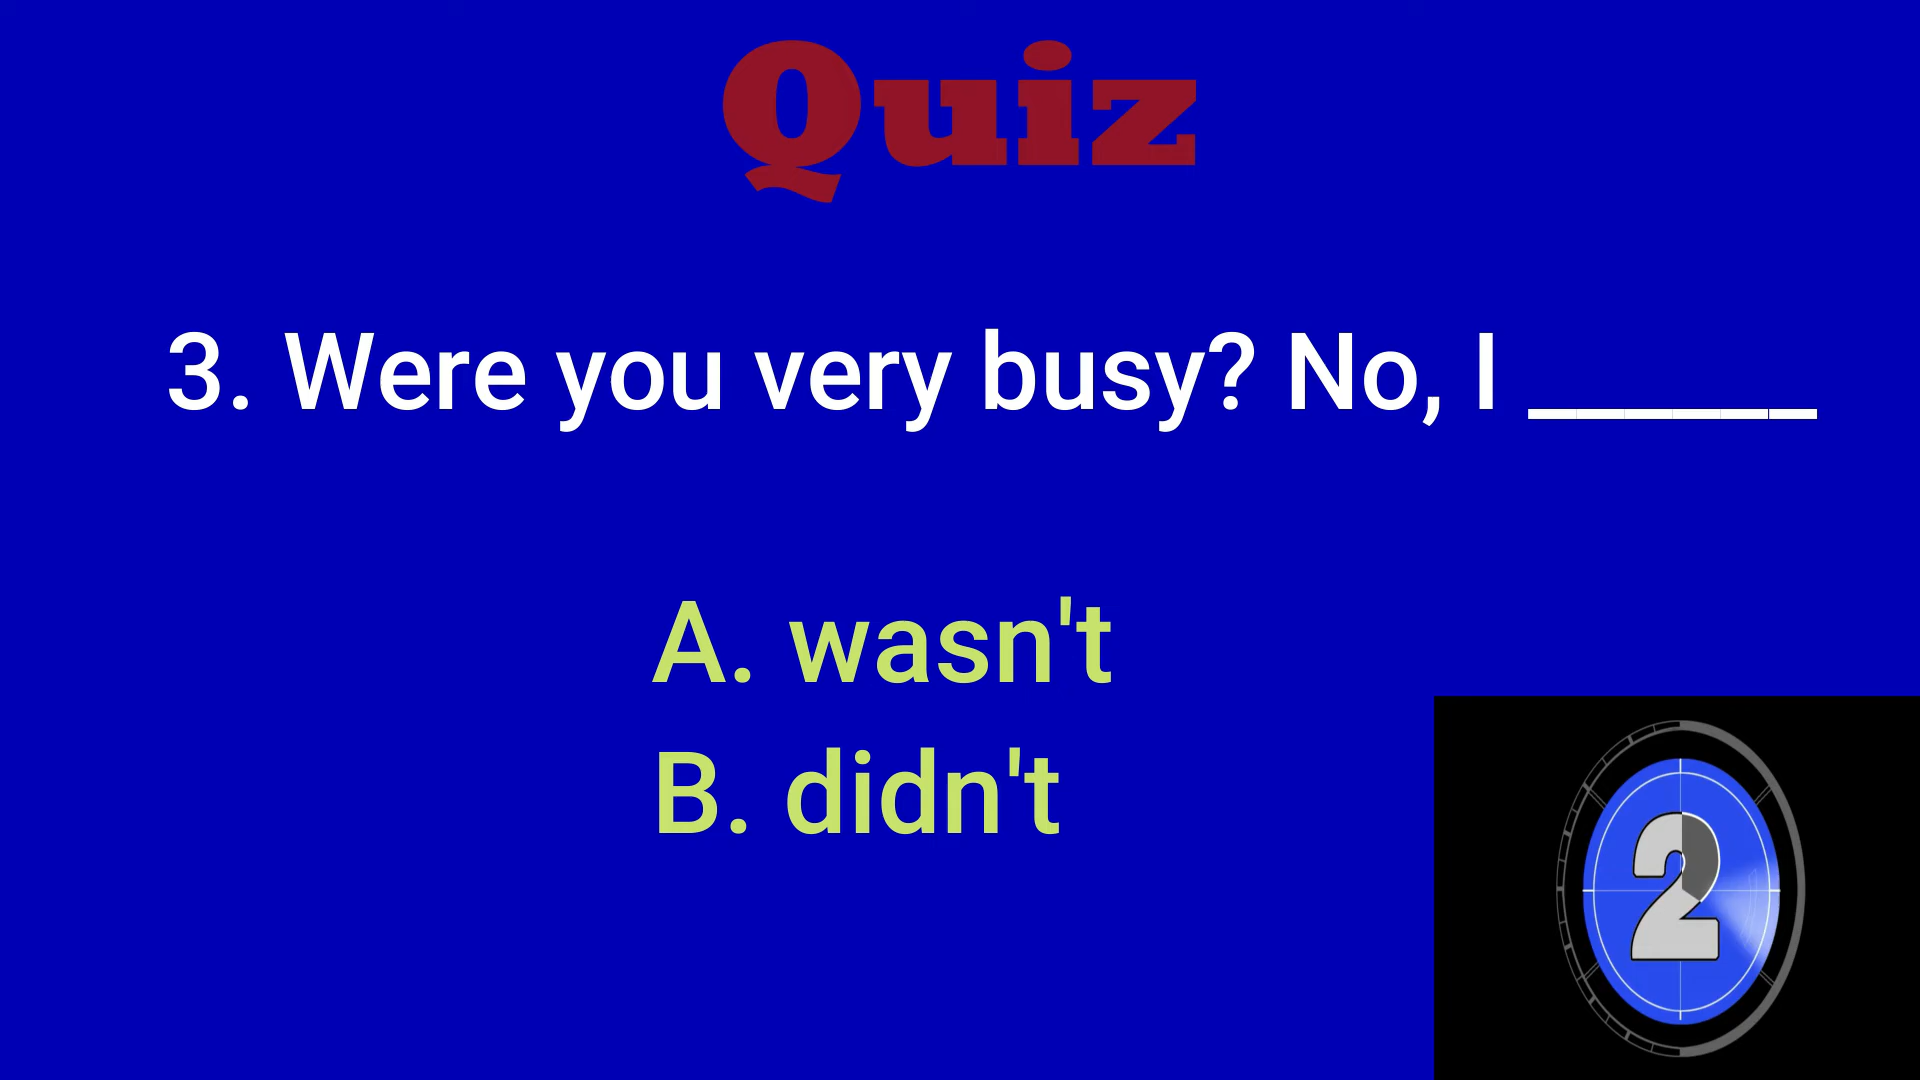 Quiz
3. Were you very busy? No, I ______
A. wasn't
B. didn't
2